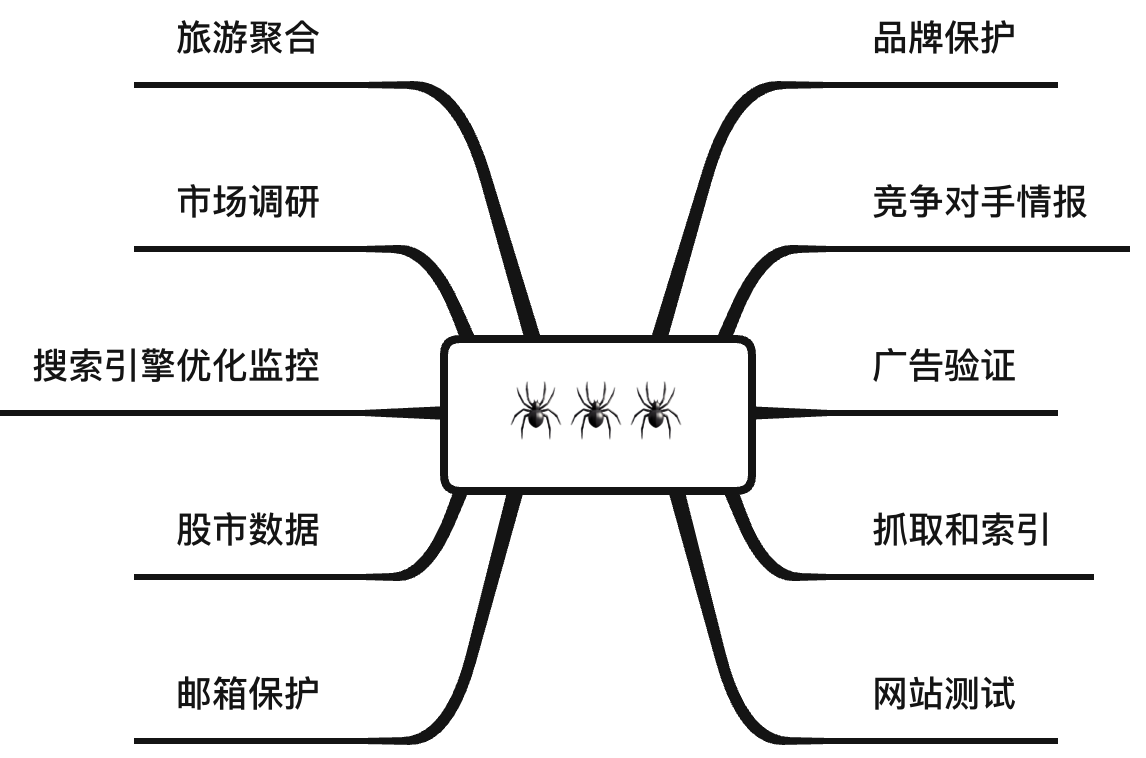 旅游聚合
市场调研
搜索引擎优化监控
股市数据
邮箱保护
品牌保护
竞争对手情报
广告验证
抓取和索引
网站测试